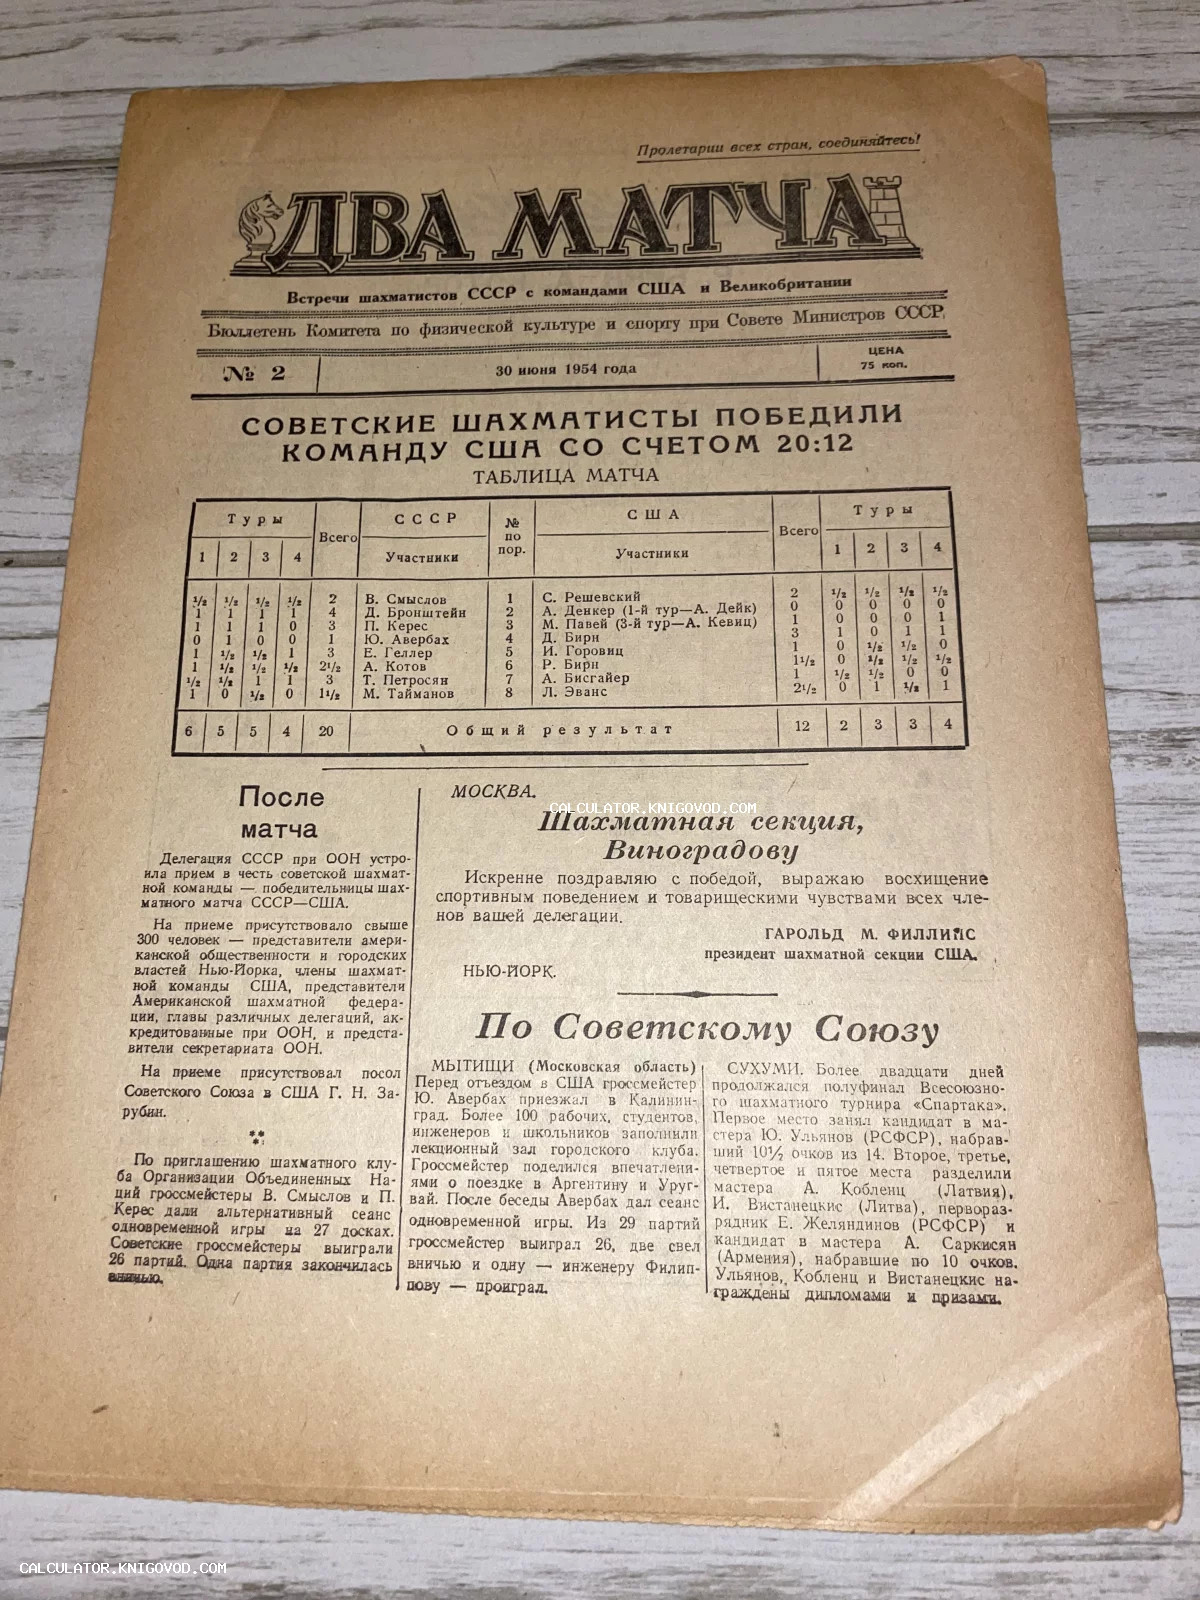 Пролетарии всех стран, соединяйтесь!
ДВА МАТЧА
Встречи шахматистов СССР с командами США и Великобритании
Бюллетень Комитета по физической культуре и спорту при Совете Министров СССР
№ 2
30 июня 1954 года
ЦЕНА
75 коп.
СОВЕТСКИЕ ШАХМАТИСТЫ ПОБЕДИЛИ
КОМАНДУ США СО СЧЕТОМ 20:12
ТАБЛИЦА МАТЧА
Туры Всего СССР № по пор. США Всего Туры
1 2 3 4 Участники Участники 1 2 3 4
1/2 1/2 1/2 1/2 2 В. Смыслов 1 С. Решевский 2 1/2 1/2 1/2 1/2
1 1 1 1 4 Д. Бронштейн 2 А. Денкер (1-й тур—А. Дейк) 0 0 0 0 0
1 1 1 0 3 П. Керес 3 М. Павей (3-й тур—А. Кевиц) 1 0 0 0 1
0 1 0 0 1 Ю. Авербах 4 Д. Бирн 3 1 0 1 1
1 1/2 1/2 1 3 Е. Геллер 5 И. Горовиц 1 0 1/2 1/2 0
1 1/2 1/2 1/2 2 1/2 А. Котов 6 Р. Бирн 1 1/2 0 1/2 1/2 1/2
1/2 1/2 1 1 3 Т. Петросян 7 А. Бисгайер 1 1/2 1/2 0 0
1 0 1/2 0 1 1/2 М. Тайманов 8 Л. Эванс 2 1/2 0 1 1/2 1
6 5 5 4 20 Общий результат 12 2 3 3 4
После
матча
Делегация СССР при ООН устро-
ила прием в честь советской шахмат-
ной команды — победительницы шах-
матного матча СССР—США.
На приеме присутствовало свыше
300 человек — представители амери-
канской общественности и городских
властей Нью-Йорка, члены шахмат-
ной команды США, представители
Американской шахматной федера-
ции, главы различных делегаций, ак-
кредитованные при ООН, и предста-
вители секретариата ООН.
На приеме присутствовал посол
Советского Союза в США Г. Н. За-
рубин.
***
По приглашению шахматного клу-
ба Организации Объединенных На-
ций гроссмейстеры В. Смыслов и П.
Керес дали альтернативный сеанс
одновременной игры на 27 досках.
Советские гроссмейстеры выиграли
26 партий. Одна партия закончилась
вничью.
МОСКВА.
Шахматная секция,
Виноградову
Искренне поздравляю с победой, выражаю восхищение
спортивным поведением и товарищескими чувствами всех чле-
нов вашей делегации.
ГАРОЛЬД М. ФИЛЛИПС
президент шахматной секции США.
НЬЮ-ЙОРК.
По Советскому Союзу
МЫТИЩИ (Московская область)
Перед отъездом в США гроссмейстер
Ю. Авербах приезжал в Калинин-
град. Более 100 рабочих, студентов,
инженеров и школьников заполнили
лекционный зал городского клуба.
Гроссмейстер поделился впечатлени-
ями о поездке в Аргентину и Уруг-
вай. После беседы Авербах дал сеанс
одновременной игры. Из 29 партий
гроссмейстер выиграл 26, две свел
вничью и одну — инженеру Филип-
пову — проиграл.
СУХУМИ. Более двадцати дней
продолжался полуфинал Всесоюзно-
го шахматного турнира «Спартака».
Первое место занял кандидат в ма-
стера Ю. Ульянов (РСФСР), набрав-
ший 10½ очков из 14. Второе, третье,
четвертое и пятое места разделили
мастера А. Кобленц (Латвия),
И. Вистанецкис (Литва), перворазр-
рядник Е. Желяндинов (РСФСР) и
кандидат в мастера А. Саркисян
(Армения), набравшие по 10 очков.
Ульянов, Кобленц и Вистанецкис на-
граждены дипломами и призами.
CALCULATOR.KNIGOVOD.COM
CALCULATOR.KNIGOVOD.COM